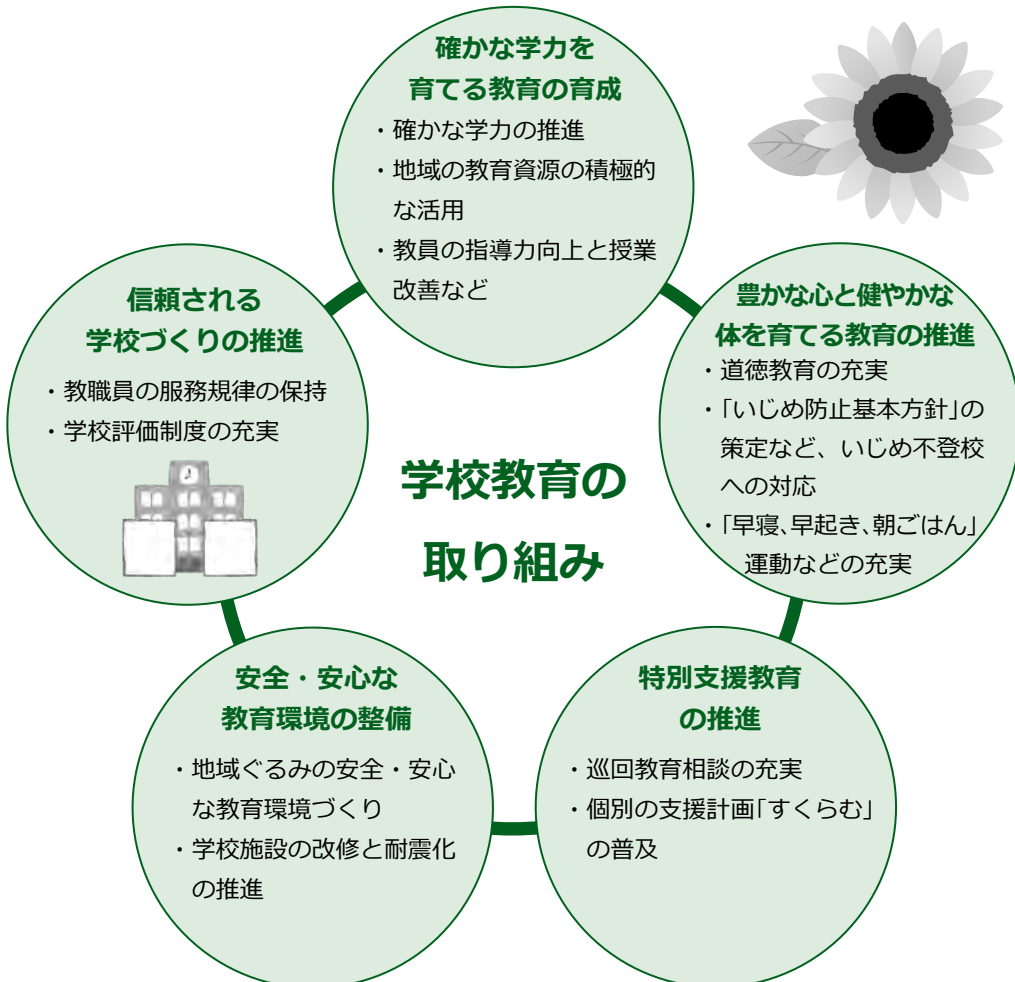 確かな学力を
育てる教育の育成
・確かな学力の推進
・地域の教育資源の積極的
な活用
・教員の指導力向上と授業
改善など
豊かな心と健やかな
体を育てる教育の推進
・道徳教育の充実
・「いじめ防止基本方針」の
策定など、いじめ不登校
への対応
・「早寝、早起き、朝ごはん」
運動などの充実
信頼される
学校づくりの推進
・教職員の服務規律の保持
・学校評価制度の充実
学校教育の
取り組み
安全・安心な
教育環境の整備
・地域ぐるみの安全・安心
な教育環境づくり
・学校施設の改修と耐震化
の推進
特別支援教育
の推進
・巡回教育相談の充実
・個別の支援計画「すくらむ」
の普及